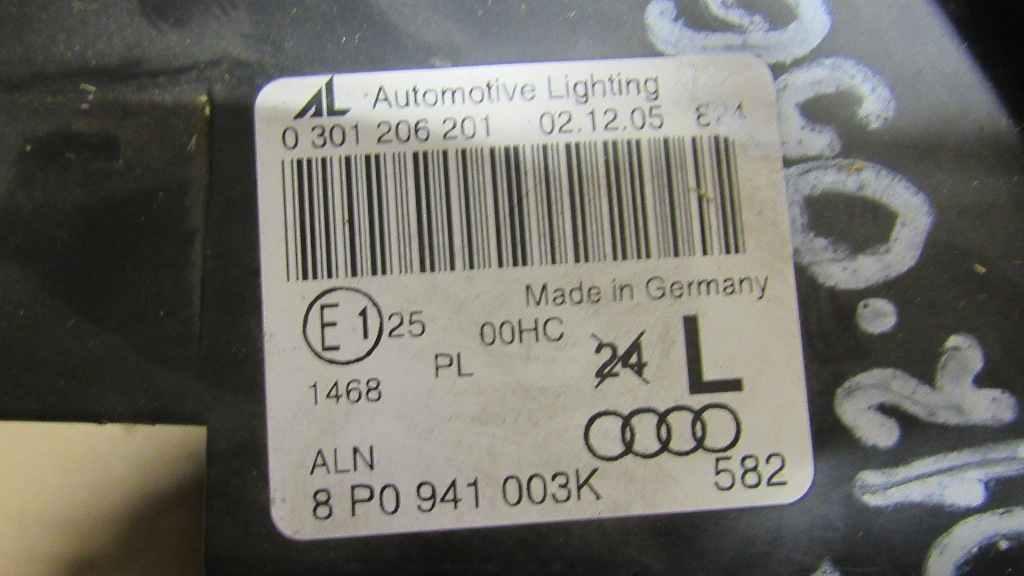 AL Automotive Lighting
0 301 206 201 02.12.05
Made in Germany
E1 25 00HC 24 L
PL
1468
ALN 582
8 P0 941 003K